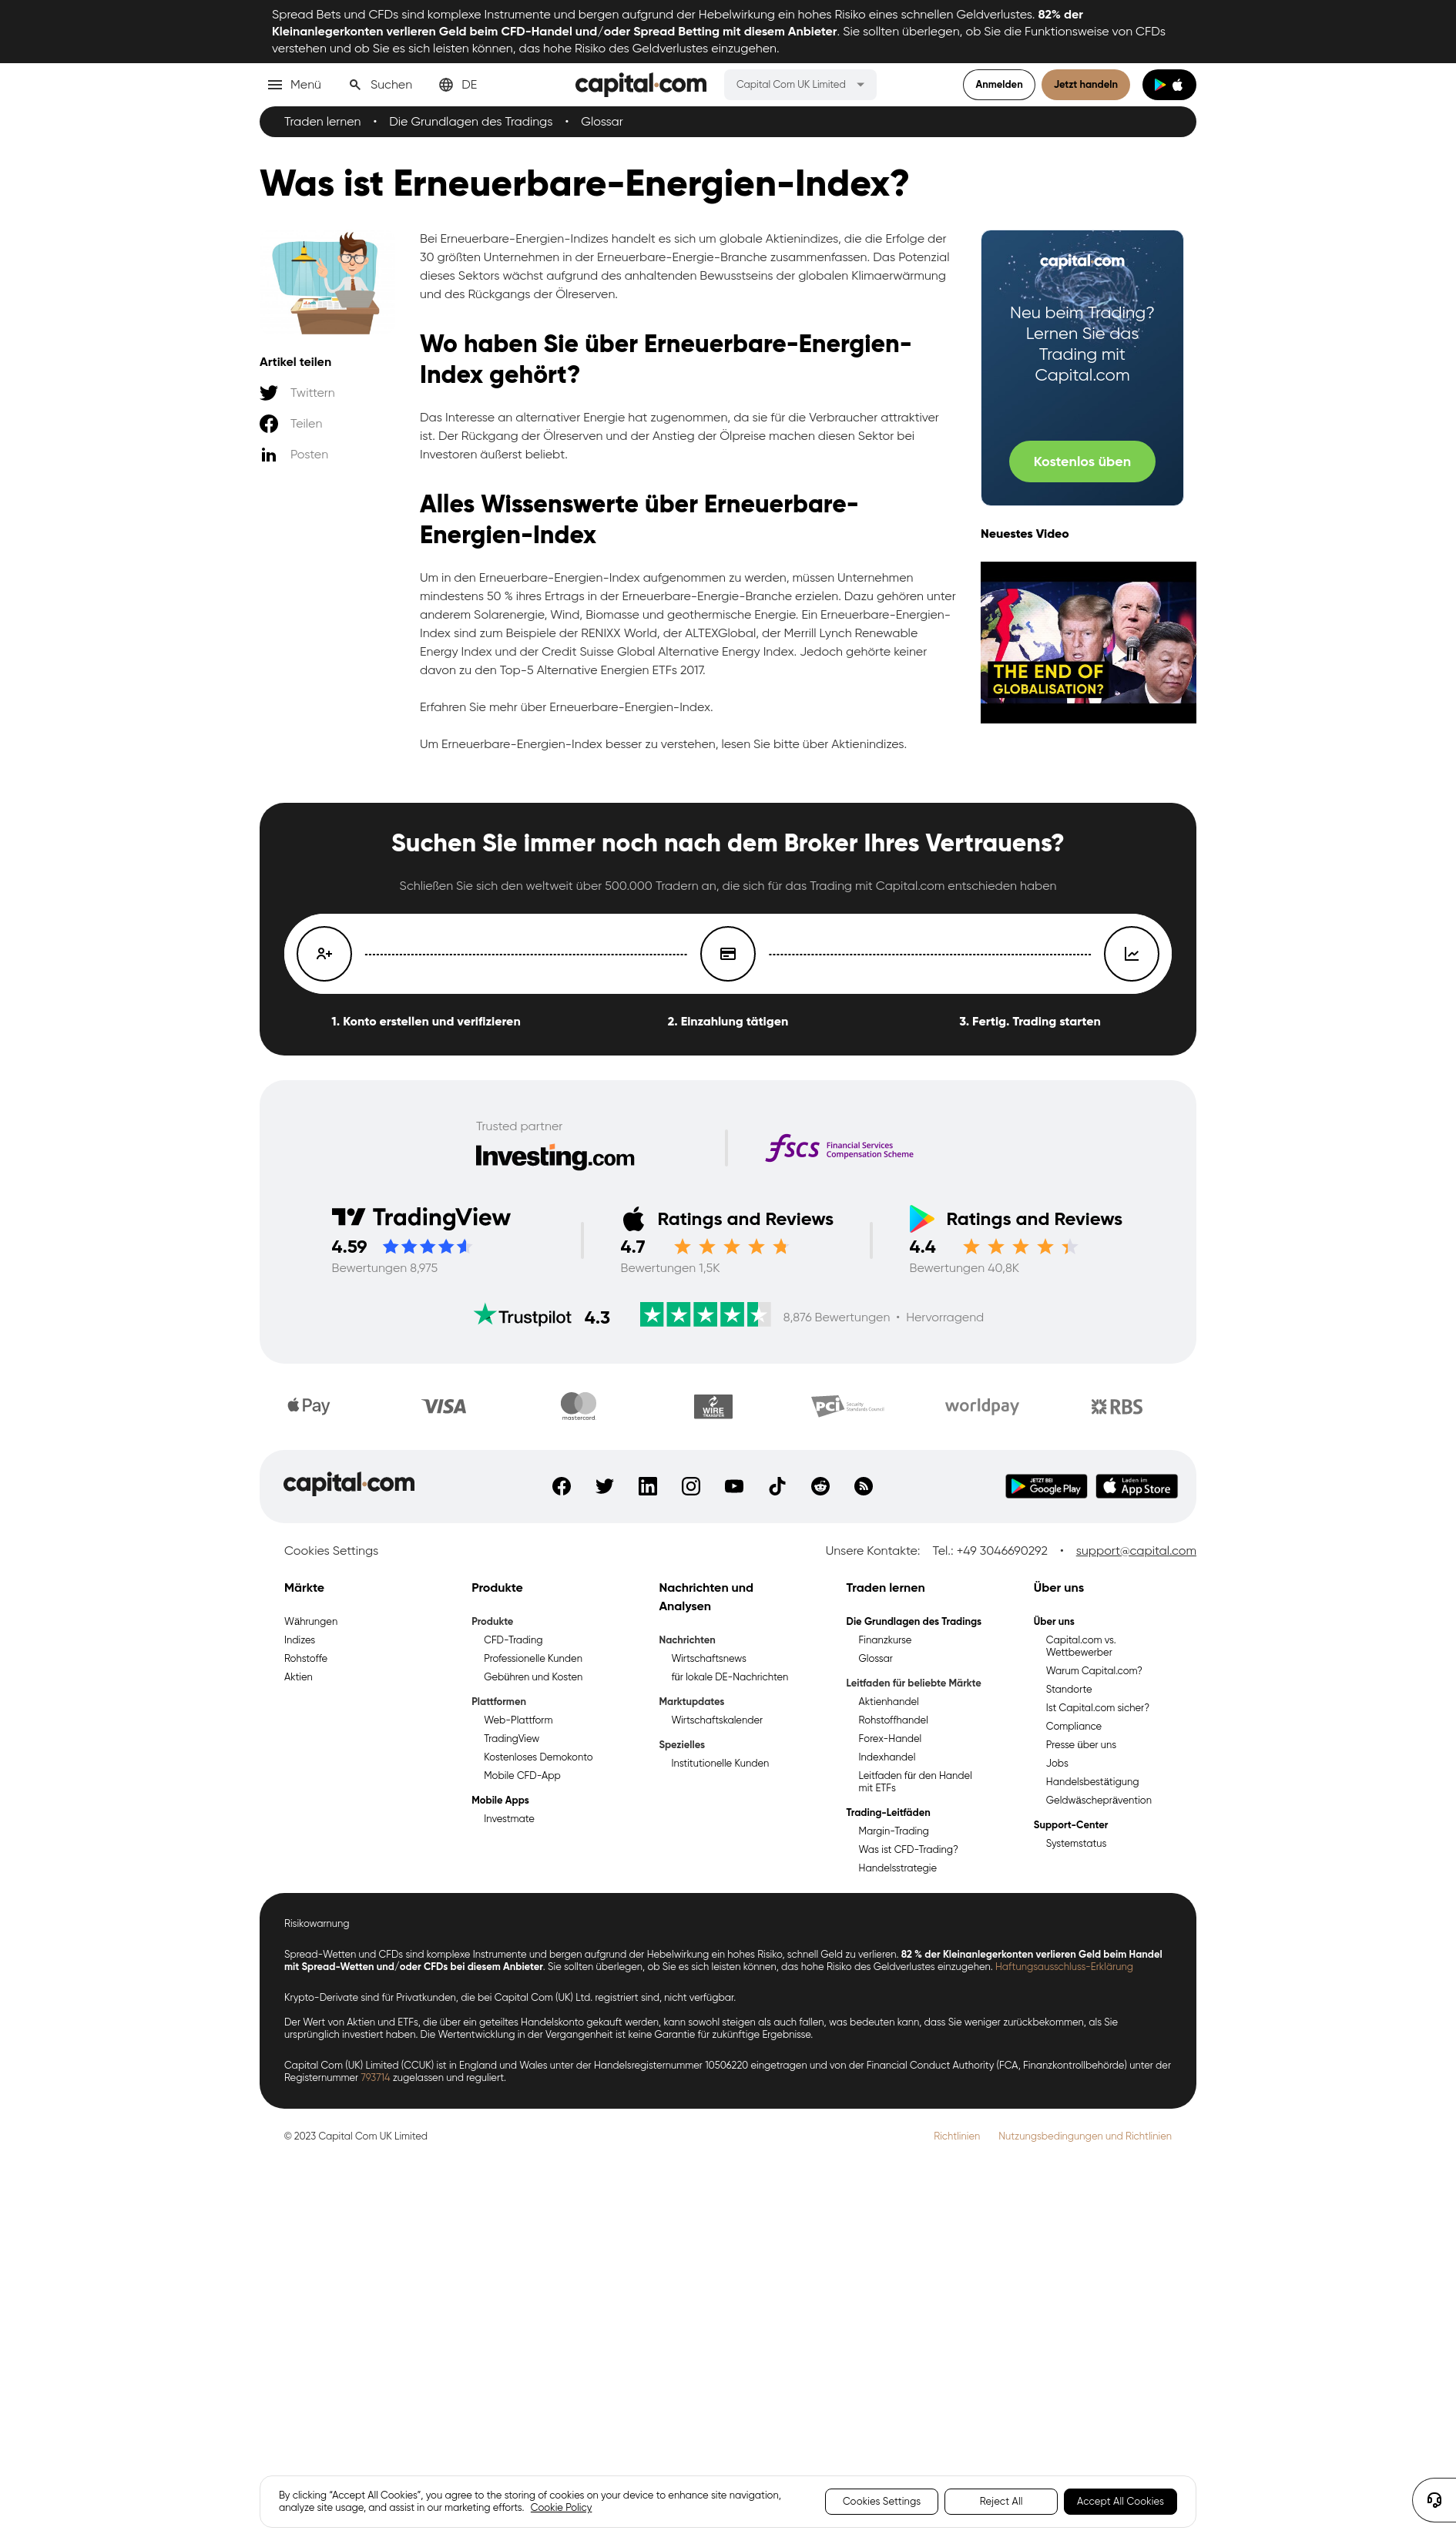 Spread Bets und CFDs sind komplexe Instrumente und bergen aufgrund der Hebelwirkung ein hohes Risiko eines schnellen Geldverlustes. 82% der
Kleinanlegerkonten verlieren Geld beim CFD-Handel und/oder Spread Betting mit diesem Anbieter. Sie sollten überlegen, ob Sie die Funktionsweise von CFDs
verstehen und ob Sie es sich leisten können, das hohe Risiko des Geldverlustes einzugehen.
Menü
Suchen
DE
capital.com
Capital Com UK Limited
Anmelden
Jetzt handeln
Traden lernen • Die Grundlagen des Tradings • Glossar
Was ist Erneuerbare-Energien-Index?
Artikel teilen
Twittern
Teilen
Posten
Bei Erneuerbare-Energien-Indizes handelt es sich um globale Aktienindizes, die die Erfolge der
30 größten Unternehmen in der Erneuerbare-Energie-Branche zusammenfassen. Das Potenzial
dieses Sektors wächst aufgrund des anhaltenden Bewusstseins der globalen Klimaerwärmung
und des Rückgangs der Ölreserven.
Wo haben Sie über Erneuerbare-Energien-
Index gehört?
Das Interesse an alternativer Energie hat zugenommen, da sie für die Verbraucher attraktiver
ist. Der Rückgang der Ölreserven und der Anstieg der Ölpreise machen diesen Sektor bei
Investoren äußerst beliebt.
Alles Wissenswerte über Erneuerbare-
Energien-Index
Um in den Erneuerbare-Energien-Index aufgenommen zu werden, müssen Unternehmen
mindestens 50 % ihres Ertrags in der Erneuerbare-Energie-Branche erzielen. Dazu gehören unter
anderem Solarenergie, Wind, Biomasse und geothermische Energie. Ein Erneuerbare-Energien-
Index sind zum Beispiele der RENIXX World, der ALTEXGlobal, der Merrill Lynch Renewable
Energy Index und der Credit Suisse Global Alternative Energy Index. Jedoch gehörte keiner
davon zu den Top-5 Alternative Energien ETFs 2017.
Erfahren Sie mehr über Erneuerbare-Energien-Index.
Um Erneuerbare-Energien-Index besser zu verstehen, lesen Sie bitte über Aktienindizes.
capital com
Neu beim Trading?
Lernen Sie das
Trading mit
Capital.com
Kostenlos üben
Neuestes Video
THE END OF
GLOBALISATION?
Suchen Sie immer noch nach dem Broker Ihres Vertrauens?
Schließen Sie sich den weltweit über 500.000 Tradern an, die sich für das Trading mit Capital.com entschieden haben
1. Konto erstellen und verifizieren
2. Einzahlung tätigen
3. Fertig. Trading starten
Trusted partner
Investing.com
fscs Financial Services
Compensation Scheme
TradingView
4.59
Bewertungen 8,975
Ratings and Reviews
4.7
Bewertungen 1,5K
Ratings and Reviews
4.4
Bewertungen 40,8K
Trustpilot 4.3
8,876 Bewertungen • Hervorragend
Pay
VISA
mastercard
WIRE
TRANSFER
PCi Security
Standards Council
worldpay
RBS
capital.com
JETZT BEI
Google Play
Laden im
App Store
Cookies Settings
Unsere Kontakte: Tel.: +49 3046690292 • support@capital.com
Märkte
Währungen
Indizes
Rohstoffe
Aktien
Produkte
Produkte
CFD-Trading
Professionelle Kunden
Gebühren und Kosten
Plattformen
Web-Plattform
TradingView
Kostenloses Demokonto
Mobile CFD-App
Mobile Apps
Investmate
Nachrichten und
Analysen
Nachrichten
Wirtschaftsnews
für lokale DE-Nachrichten
Marktupdates
Wirtschaftskalender
Spezielles
Institutionelle Kunden
Traden lernen
Die Grundlagen des Tradings
Finanzkurse
Glossar
Leitfaden für beliebte Märkte
Aktienhandel
Rohstoffhandel
Forex-Handel
Indexhandel
Leitfaden für den Handel
mit ETFs
Trading-Leitfäden
Margin-Trading
Was ist CFD-Trading?
Handelsstrategie
Über uns
Über uns
Capital.com vs.
Wettbewerber
Warum Capital.com?
Standorte
Ist Capital.com sicher?
Compliance
Presse über uns
Jobs
Handelsbestätigung
Geldwäscheprävention
Support-Center
Systemstatus
Risikowarnung
Spread-Wetten und CFDs sind komplexe Instrumente und bergen aufgrund der Hebelwirkung ein hohes Risiko, schnell Geld zu verlieren. 82 % der Kleinanlegerkonten verlieren Geld beim Handel
mit Spread-Wetten und/oder CFDs bei diesem Anbieter. Sie sollten überlegen, ob Sie es sich leisten können, das hohe Risiko des Geldverlustes einzugehen. Haftungsausschluss-Erklärung
Krypto-Derivate sind für Privatkunden, die bei Capital Com (UK) Ltd. registriert sind, nicht verfügbar.
Der Wert von Aktien und ETFs, die über ein geteiltes Handelskonto gekauft werden, kann sowohl steigen als auch fallen, was bedeuten kann, dass Sie weniger zurückbekommen, als Sie
ursprünglich investiert haben. Die Wertentwicklung in der Vergangenheit ist keine Garantie für zukünftige Ergebnisse.
Capital Com (UK) Limited (CCUK) ist in England und Wales unter der Handelsregisternummer 10506220 eingetragen und von der Financial Conduct Authority (FCA, Finanzkontrollbehörde) unter der
Registernummer 793714 zugelassen und reguliert.
© 2023 Capital Com UK Limited
Richtlinien
Nutzungsbedingungen und Richtlinien
By clicking “Accept All Cookies”, you agree to the storing of cookies on your device to enhance site navigation,
analyze site usage, and assist in our marketing efforts. Cookie Policy
Cookies Settings
Reject All
Accept All Cookies